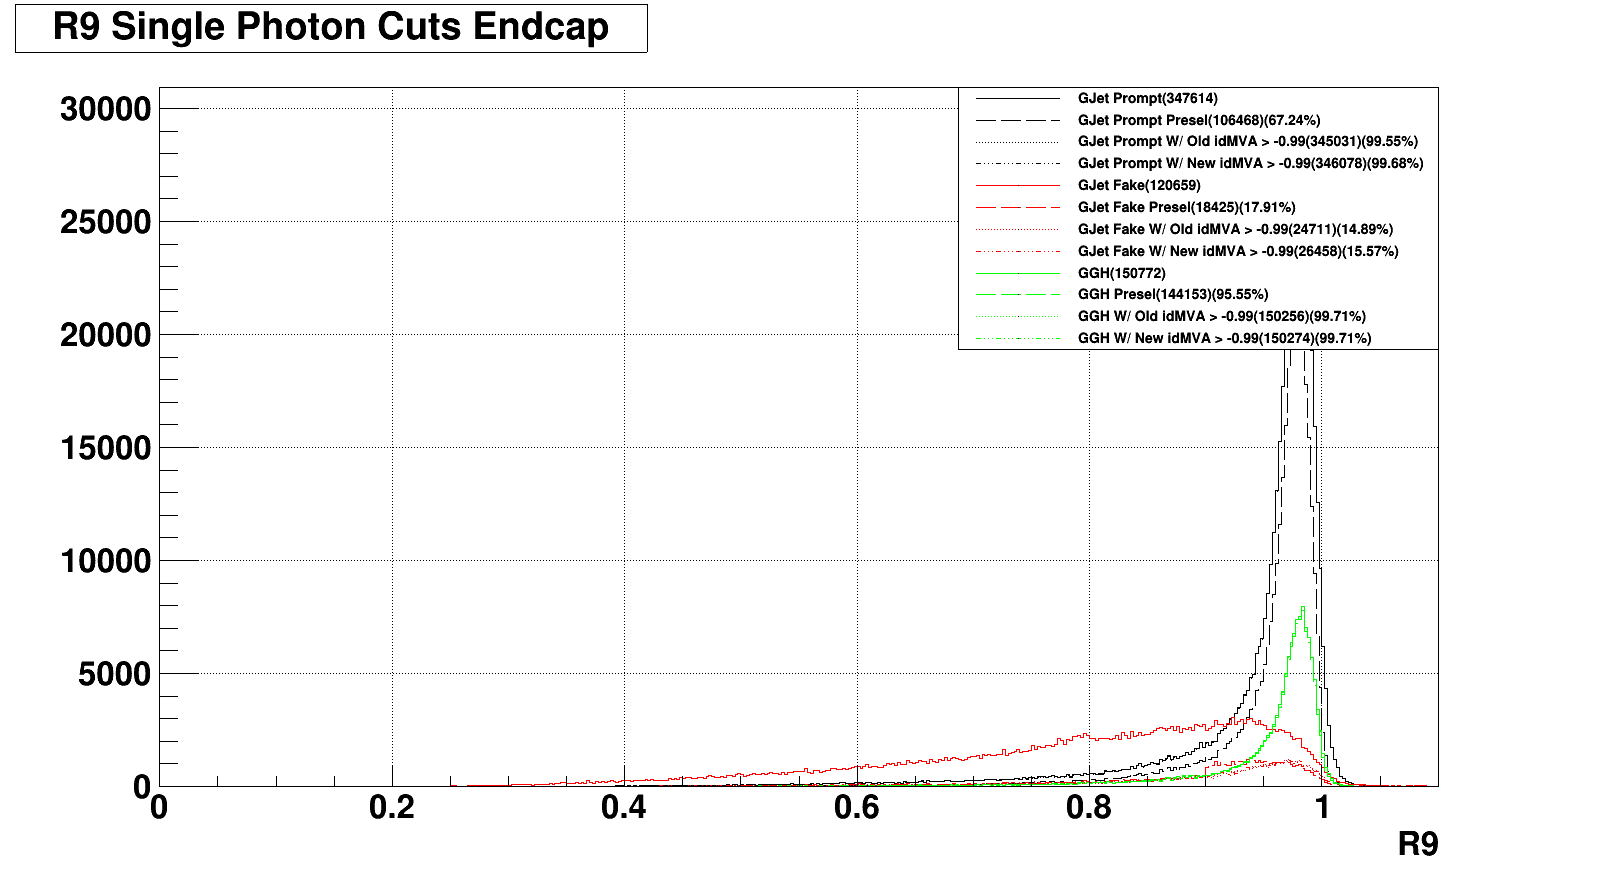 R9 Single Photon Cuts Endcap
30000
25000
20000
15000
10000
5000
0
GJet Prompt(347614)
GJet Prompt Presel(106468)(67.24%)
GJet Prompt W/ Old idMVA > -0.99(345031)(99.55%)
GJet Prompt W/ New idMVA > -0.99(346078)(99.68%)
GJet Fake(120659)
GJet Fake Presel(18425)(17.91%)
GJet Fake W/ Old idMVA > -0.99(24711)(14.89%)
GJet Fake W/ New idMVA > -0.99(26458)(15.57%)
GGH(150772)
GGH Presel(144153)(95.55%)
GGH W/ Old idMVA > -0.99(150256)(99.71%)
GGH W/ New idMVA > -0.99(150274)(99.71%)
0 0.2 0.4 0.6 0.8 1
R9